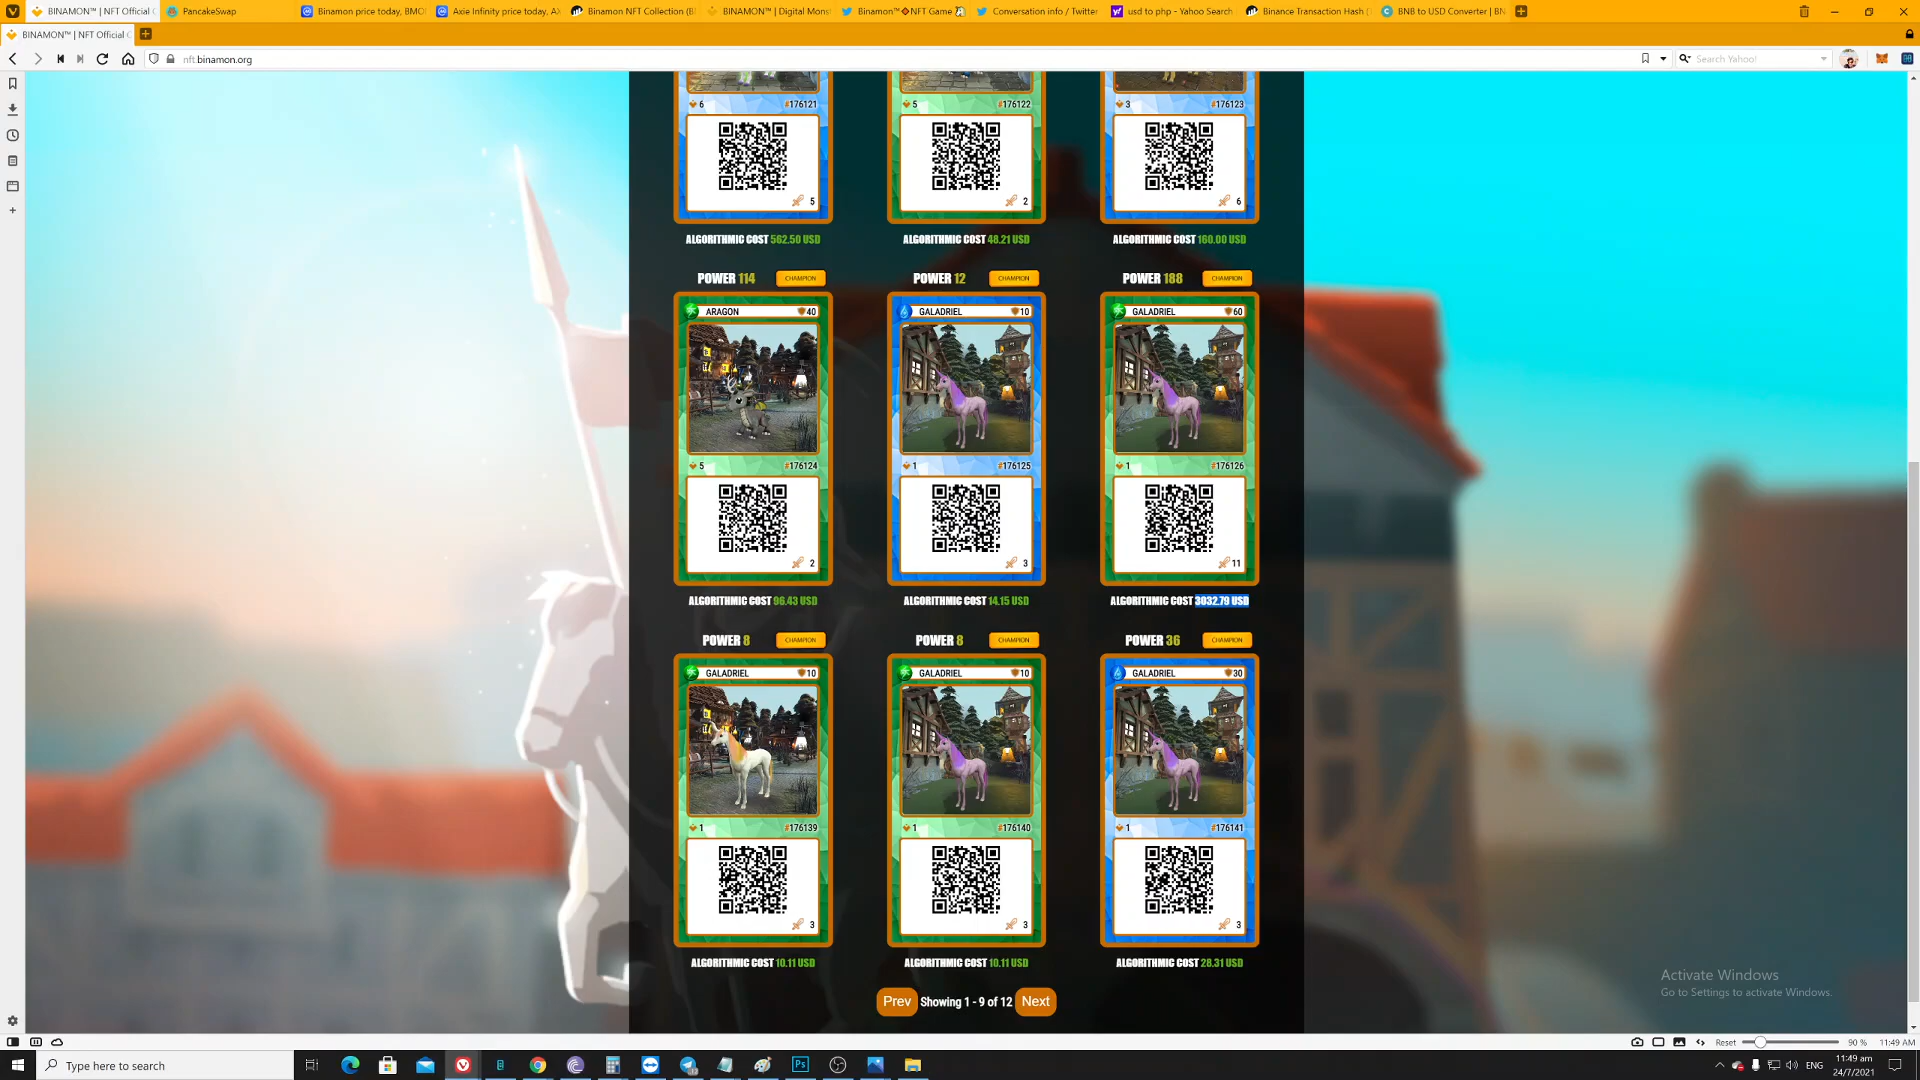 BINAMON™ | NFT Official C
PancakeSwap
Binamon price today, BMO
Axie Infinity price today, AX
Binamon NFT Collection (B
BINAMON™ | Digital Monst
Binamon™ NFT Game
Conversation info / Twitter
usd to php - Yahoo Search
Binance Transaction Hash
BNB to USD Converter | BN
BINAMON™ | NFT Official C
nft.binamon.org
Search Yahoo!
6 #176121
5 #176122
3 #176123
5
2
6
ALGORITHMIC COST 562.50 USD
ALGORITHMIC COST 48.21 USD
ALGORITHMIC COST 160.00 USD
POWER 114 CHAMPION
POWER 12 CHAMPION
POWER 188 CHAMPION
ARAGON 40
GALADRIEL 10
GALADRIEL 60
5 #176124
1 #176125
1 #176126
2
3
11
ALGORITHMIC COST 96.43 USD
ALGORITHMIC COST 14.15 USD
ALGORITHMIC COST 3032.79 USD
POWER 8 CHAMPION
POWER 8 CHAMPION
POWER 36 CHAMPION
GALADRIEL 10
GALADRIEL 10
GALADRIEL 30
1 #176139
1 #176140
1 #176141
3
3
3
ALGORITHMIC COST 10.11 USD
ALGORITHMIC COST 10.11 USD
ALGORITHMIC COST 28.31 USD
Prev Showing 1 - 9 of 12 Next
Activate Windows
Go to Settings to activate Windows.
Reset 90 % 11:49 AM
Type here to search
ENG
11:49 am
24/7/2021